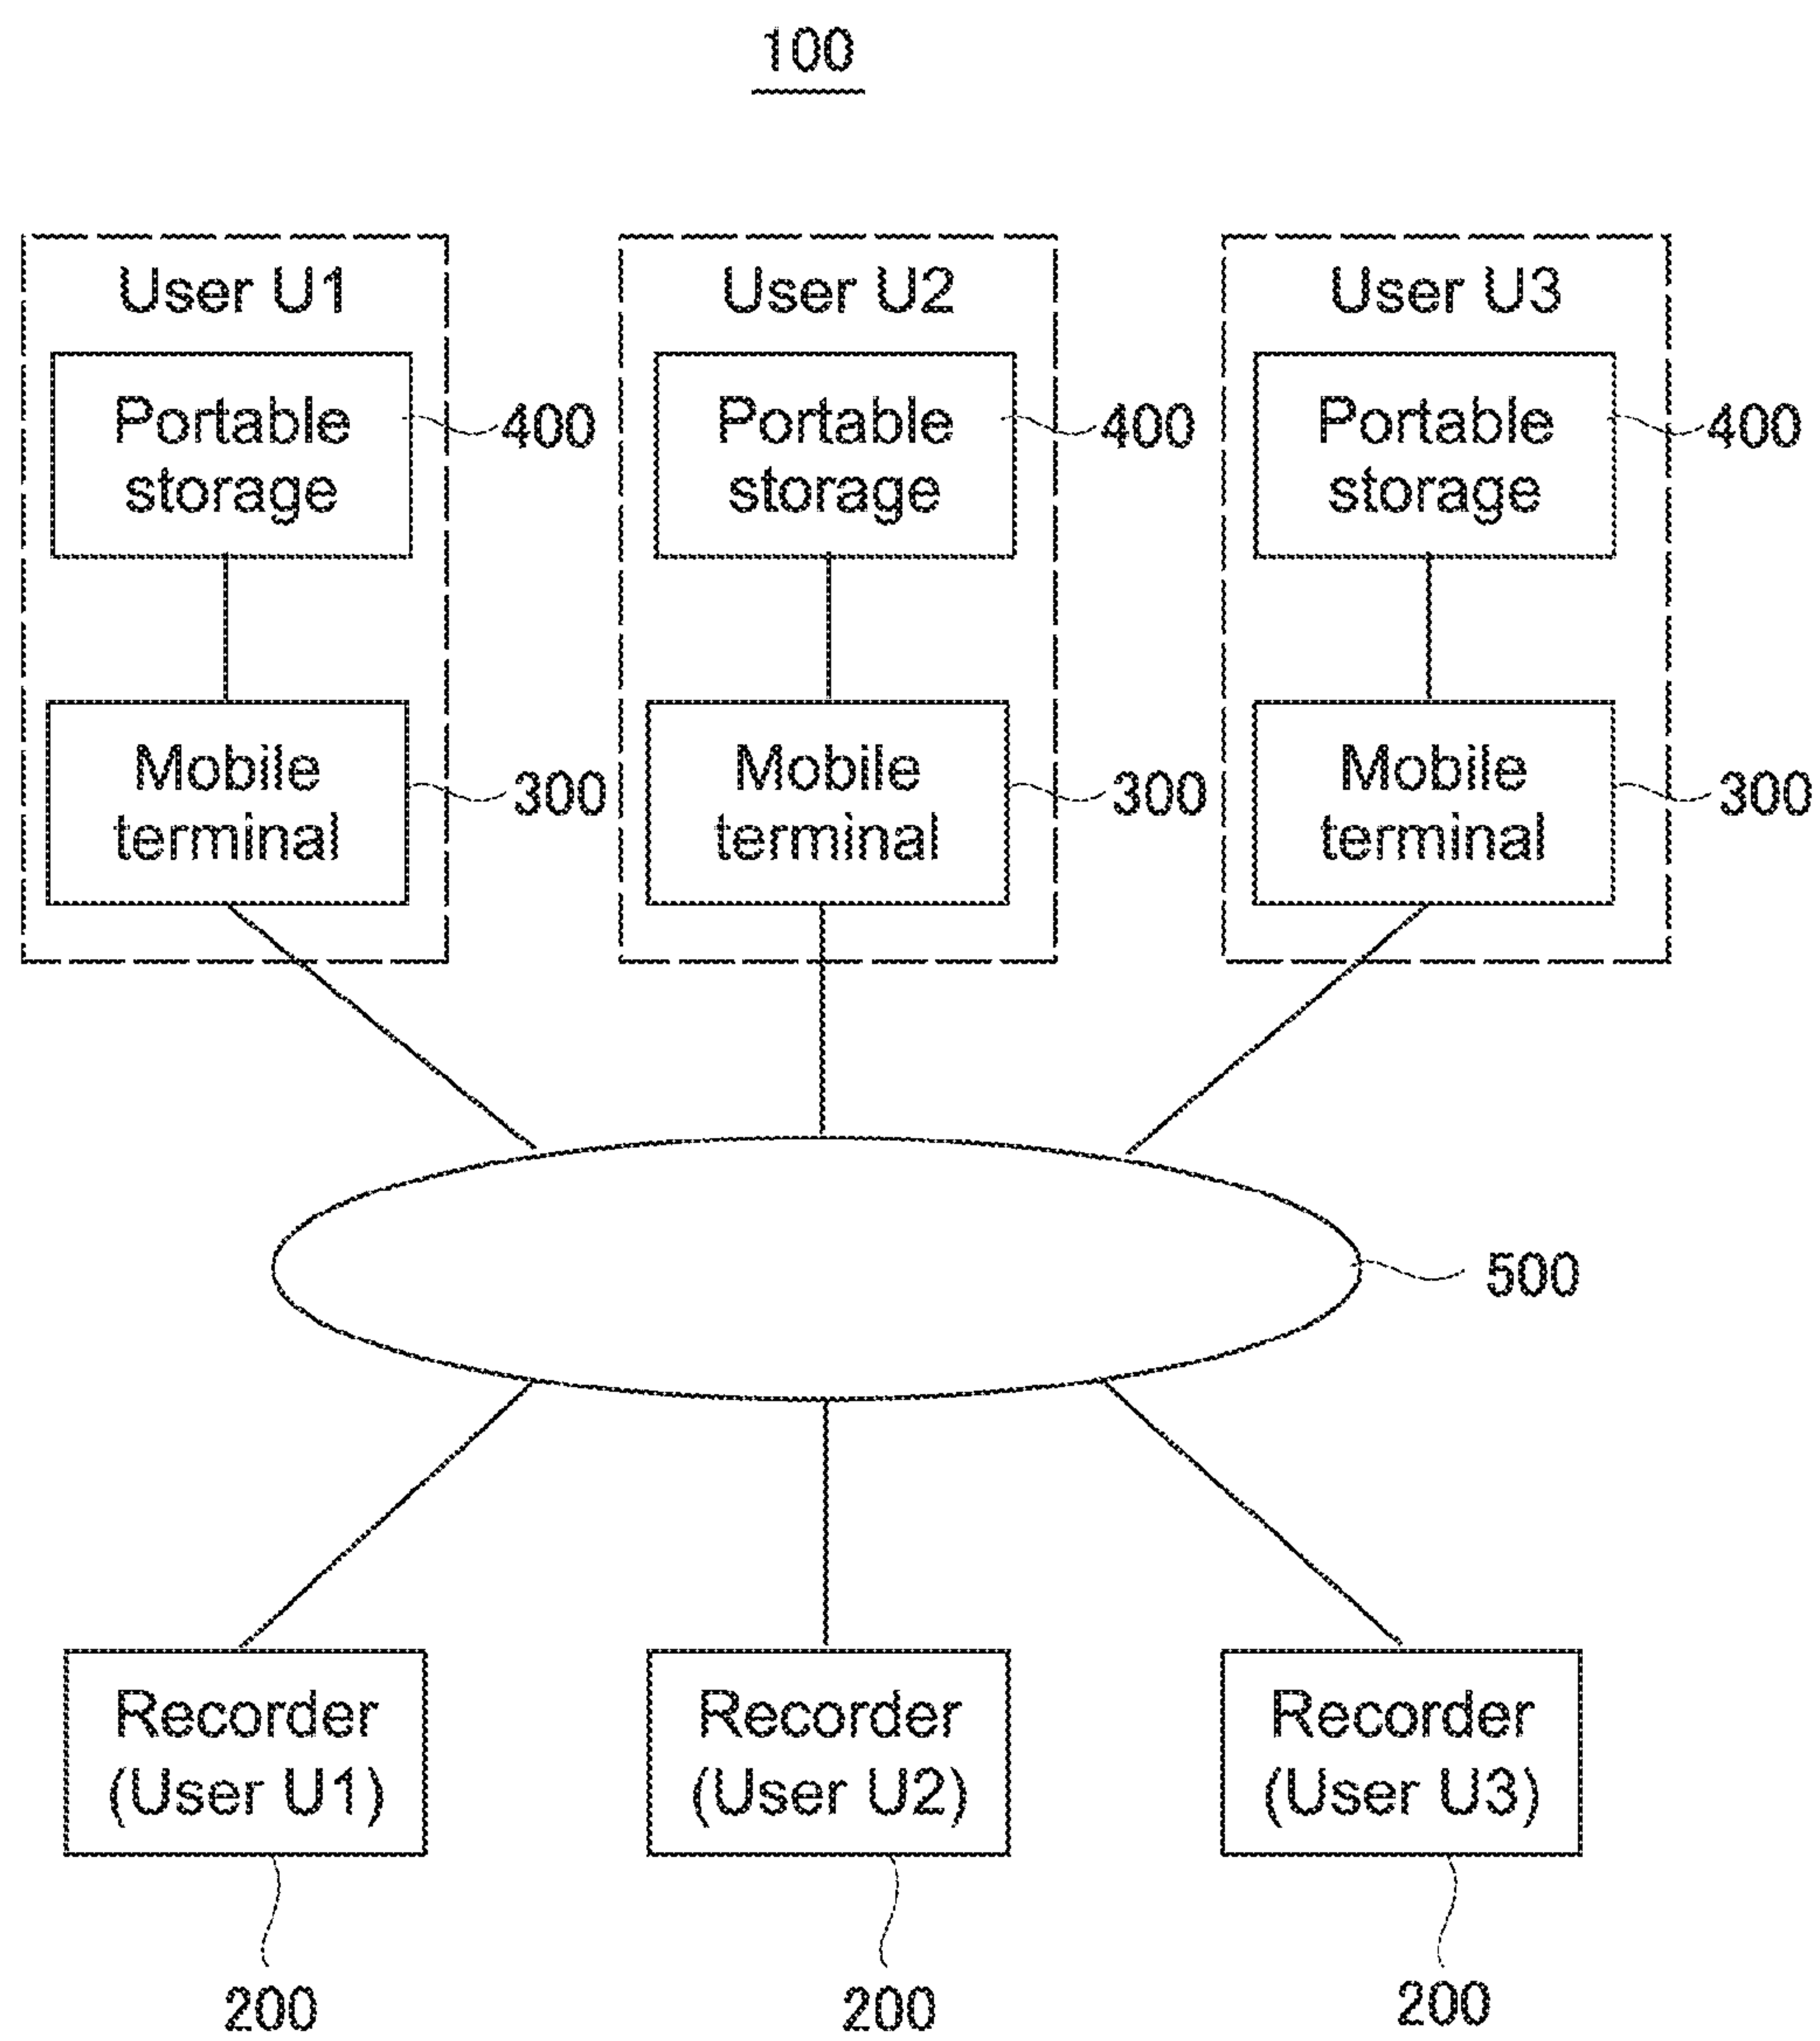 100
User U1
User U2
User U3
Portable
storage
400
Portable
storage
400
Portable
storage
400
Mobile
terminal
300
Mobile
terminal
300
Mobile
terminal
300
500
Recorder
(User U1)
Recorder
(User U2)
Recorder
(User U3)
200
200
200